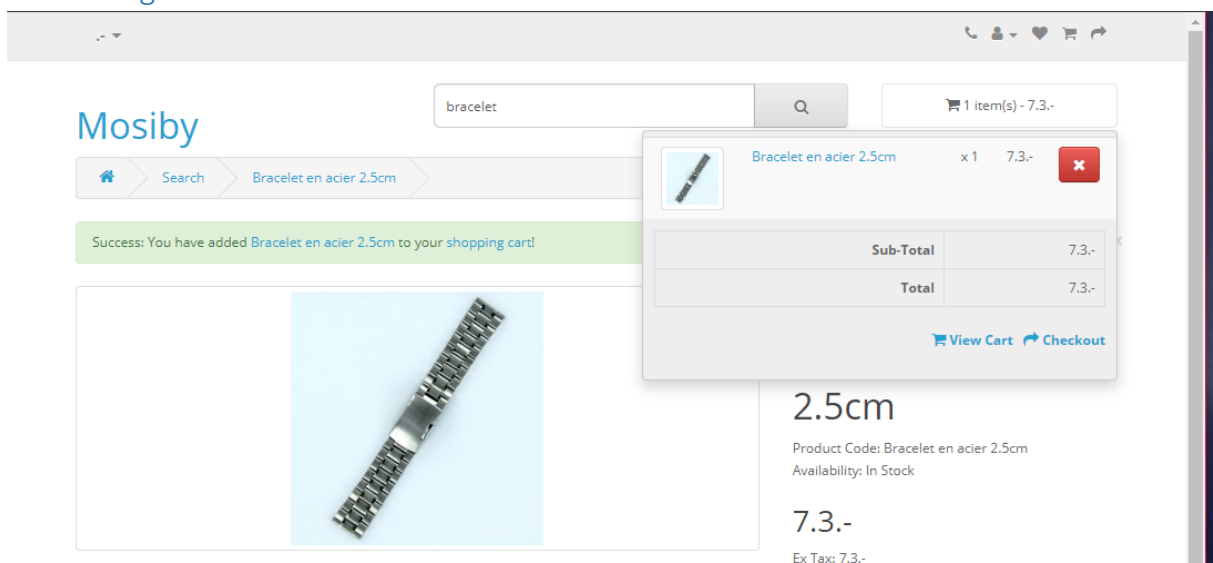 .-
bracelet
1 item(s) - 7.3.-
Mosiby
Bracelet en acier 2.5cm x 1 7.3.-
Search Bracelet en acier 2.5cm
Success: You have added Bracelet en acier 2.5cm to your shopping cart!
Sub-Total 7.3.-
Total 7.3.-
View Cart Checkout
2.5cm
Product Code: Bracelet en acier 2.5cm
Availability: In Stock
7.3.-
Ex Tax: 7.3.-